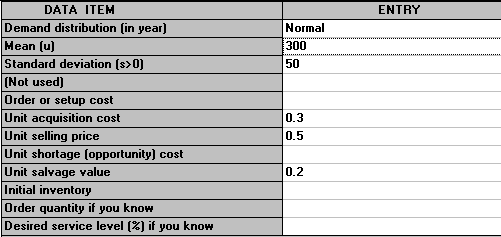 DATA ITEM ENTRY
Demand distribution (in year) Normal
Mean (u) 300
Standard deviation (s>0) 50
(Not used)
Order or setup cost
Unit acquisition cost 0.3
Unit selling price 0.5
Unit shortage (opportunity) cost
Unit salvage value 0.2
Initial inventory
Order quantity if you know
Desired service level (%) if you know